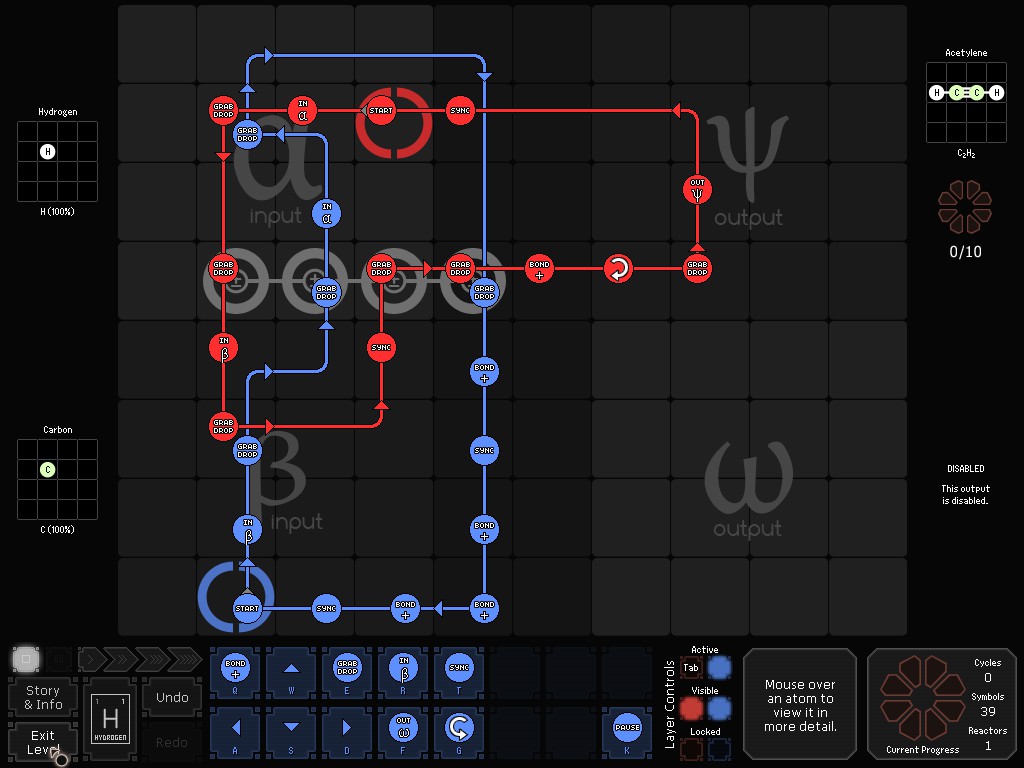 Hydrogen
H
H (100%)
Carbon
C
C (100%)
α
input
β
input
ψ
output
ω
output
GRAB DROP
IN α
START
SYNC
GRAB DROP
OUT ψ
IN α
GRAB DROP
GRAB DROP
GRAB DROP
BOND +
GRAB DROP
GRAB DROP
GRAB DROP
IN β
SYNC
BOND +
GRAB DROP
GRAB DROP
SYNC
IN β
BOND +
START
SYNC
BOND +
BOND +
Acetylene
H C=C H
C₂H₂
0/10
DISABLED
This output
is disabled.
Story
& Info
Exit
Level
1 1
H
HYDROGEN
Undo
Redo
BOND +
Q
W
GRAB DROP
E
IN β
R
SYNC
T
A
S
D
OUT ω
F
G
PAUSE
K
Layer Controls
Active
Tab
Visible
Locked
Mouse over
an atom to
view it in
more detail.
Current Progress
Cycles
0
Symbols
39
Reactors
1